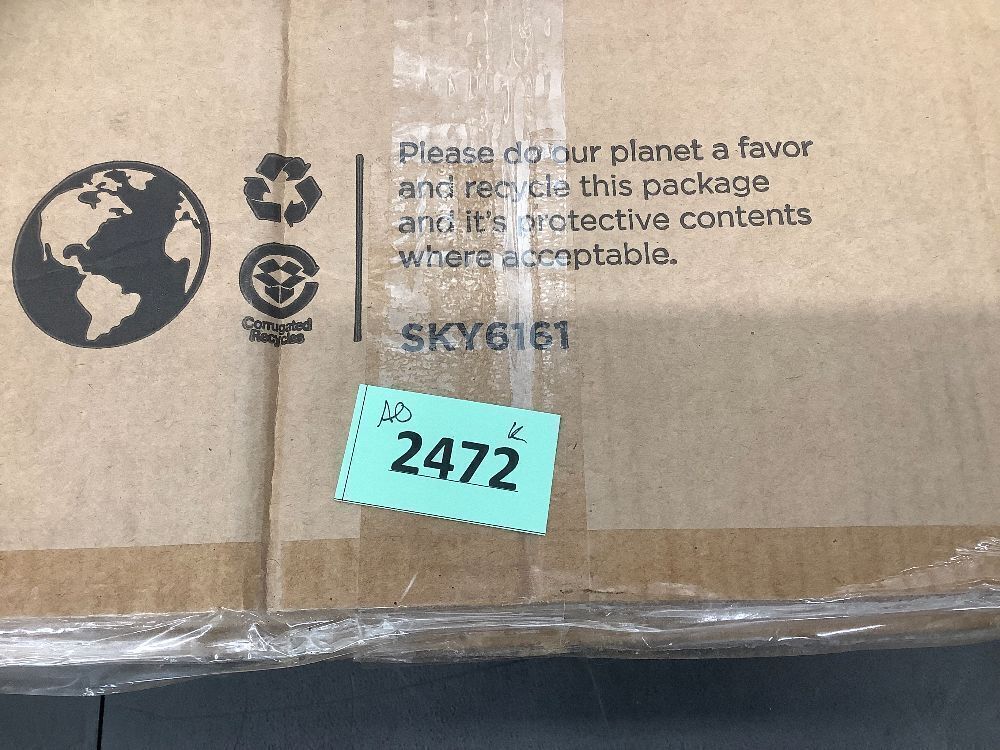 Please do our planet a favor
and recycle this package
and it's protective contents
where acceptable.
Corrugated
Recycles
SKY6161
AO
K
2472